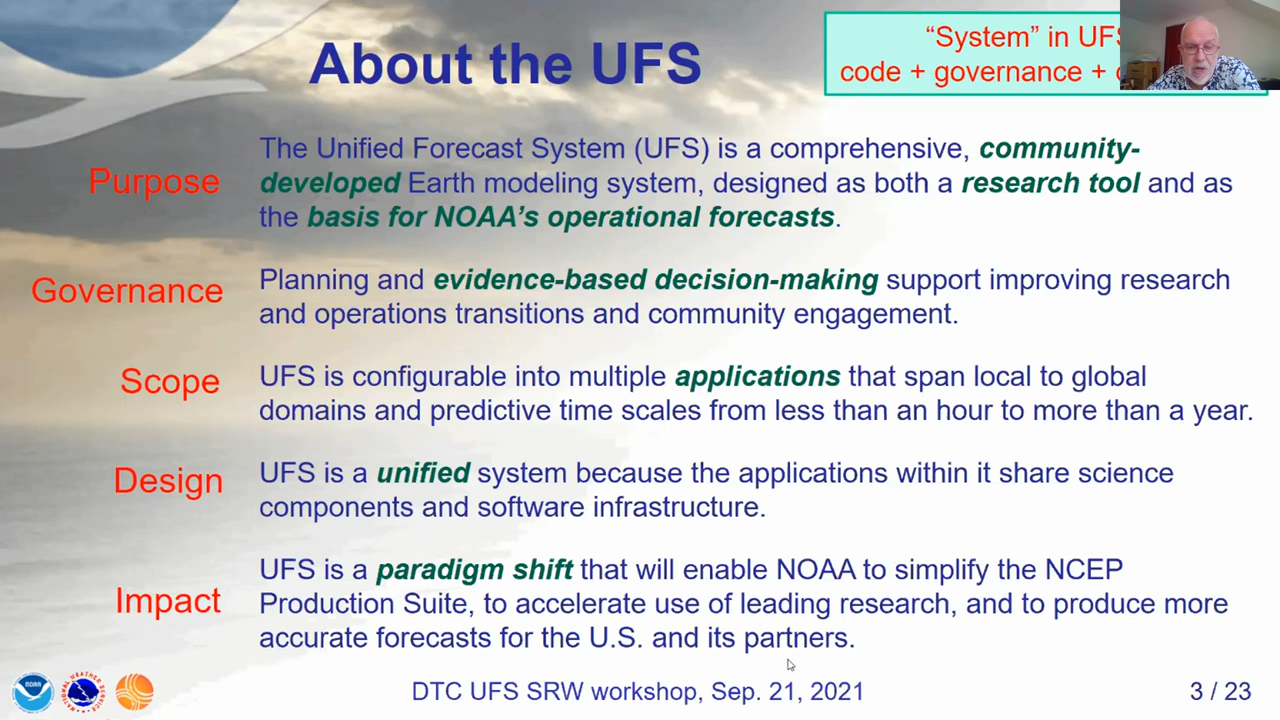 About the UFS
“System” in UFS
code + governance +
Purpose
The Unified Forecast System (UFS) is a comprehensive, community-
developed Earth modeling system, designed as both a research tool and as
the basis for NOAA’s operational forecasts.
Governance
Planning and evidence-based decision-making support improving research
and operations transitions and community engagement.
Scope
UFS is configurable into multiple applications that span local to global
domains and predictive time scales from less than an hour to more than a year.
Design
UFS is a unified system because the applications within it share science
components and software infrastructure.
Impact
UFS is a paradigm shift that will enable NOAA to simplify the NCEP
Production Suite, to accelerate use of leading research, and to produce more
accurate forecasts for the U.S. and its partners.
NOAA
NATIONAL WEATHER SERVICE
DTC UFS SRW workshop, Sep. 21, 2021
3 / 23